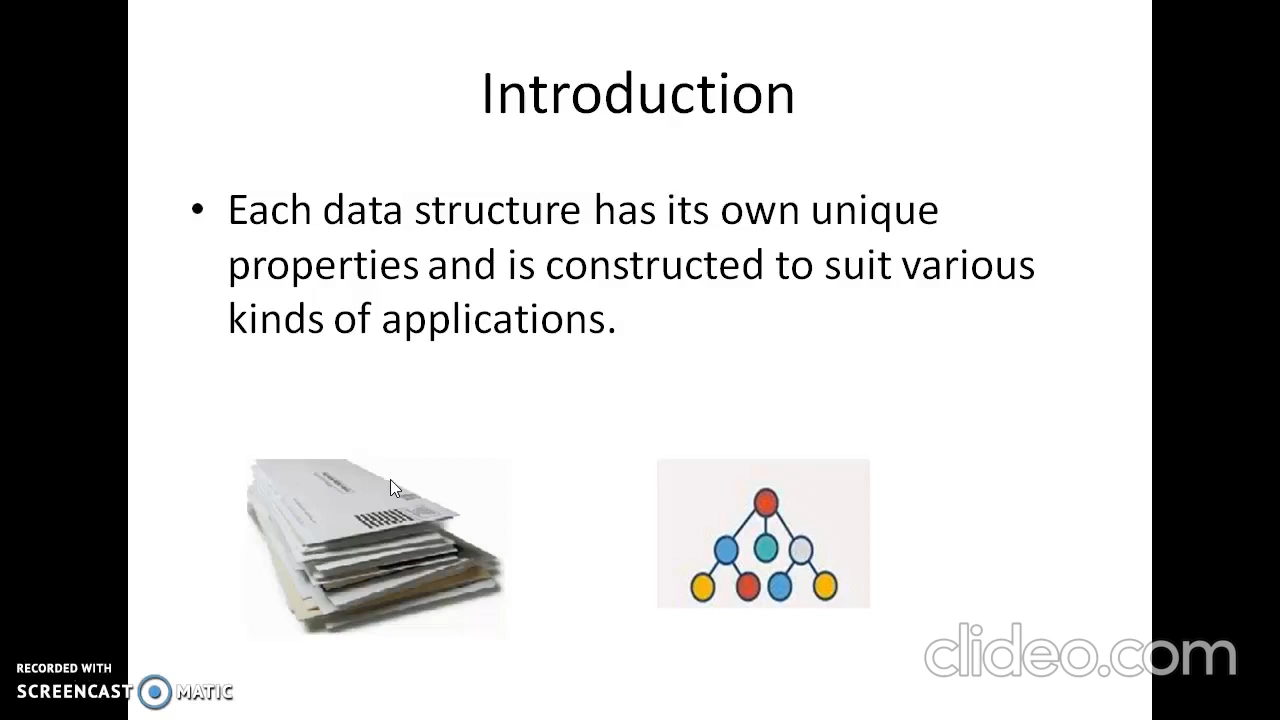 Introduction
• Each data structure has its own unique
properties and is constructed to suit various
kinds of applications.
clideo.com
RECORDED WITH
SCREENCAST MATIC